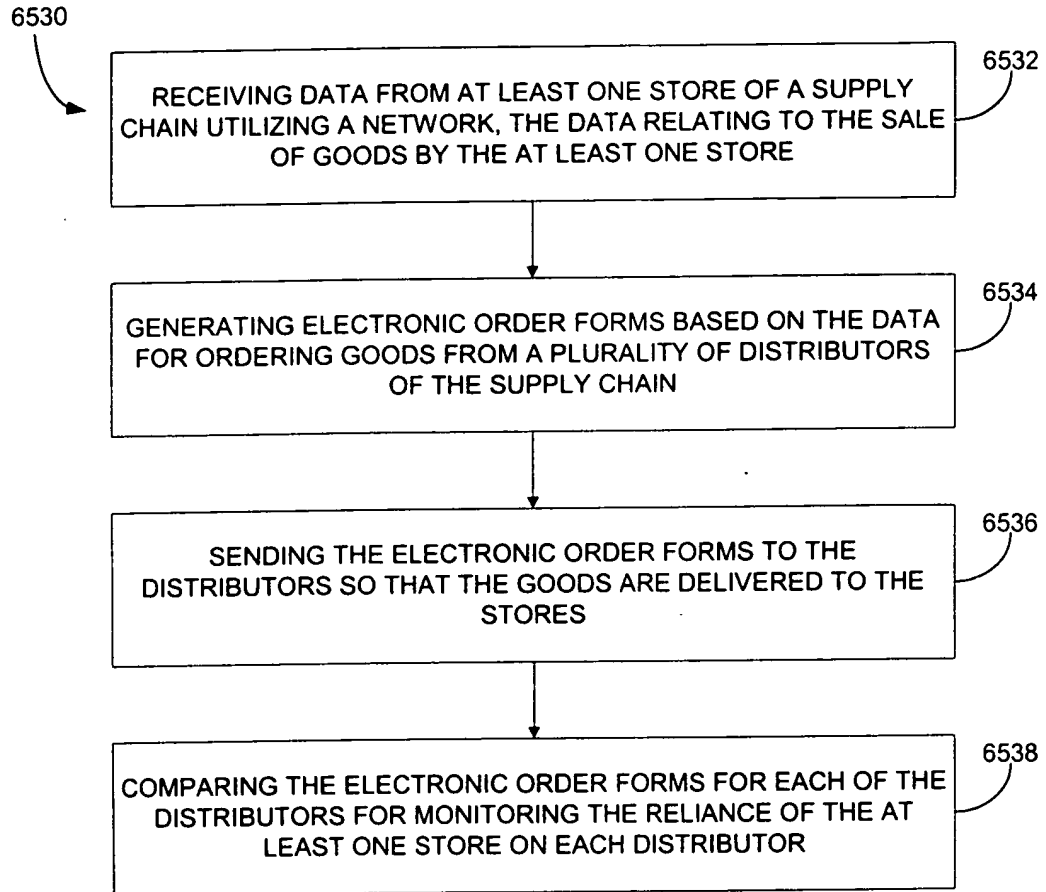 6530
RECEIVING DATA FROM AT LEAST ONE STORE OF A SUPPLY
CHAIN UTILIZING A NETWORK, THE DATA RELATING TO THE SALE
OF GOODS BY THE AT LEAST ONE STORE
6532
GENERATING ELECTRONIC ORDER FORMS BASED ON THE DATA
FOR ORDERING GOODS FROM A PLURALITY OF DISTRIBUTORS
OF THE SUPPLY CHAIN
6534
SENDING THE ELECTRONIC ORDER FORMS TO THE
DISTRIBUTORS SO THAT THE GOODS ARE DELIVERED TO THE
STORES
6536
COMPARING THE ELECTRONIC ORDER FORMS FOR EACH OF THE
DISTRIBUTORS FOR MONITORING THE RELIANCE OF THE AT
LEAST ONE STORE ON EACH DISTRIBUTOR
6538